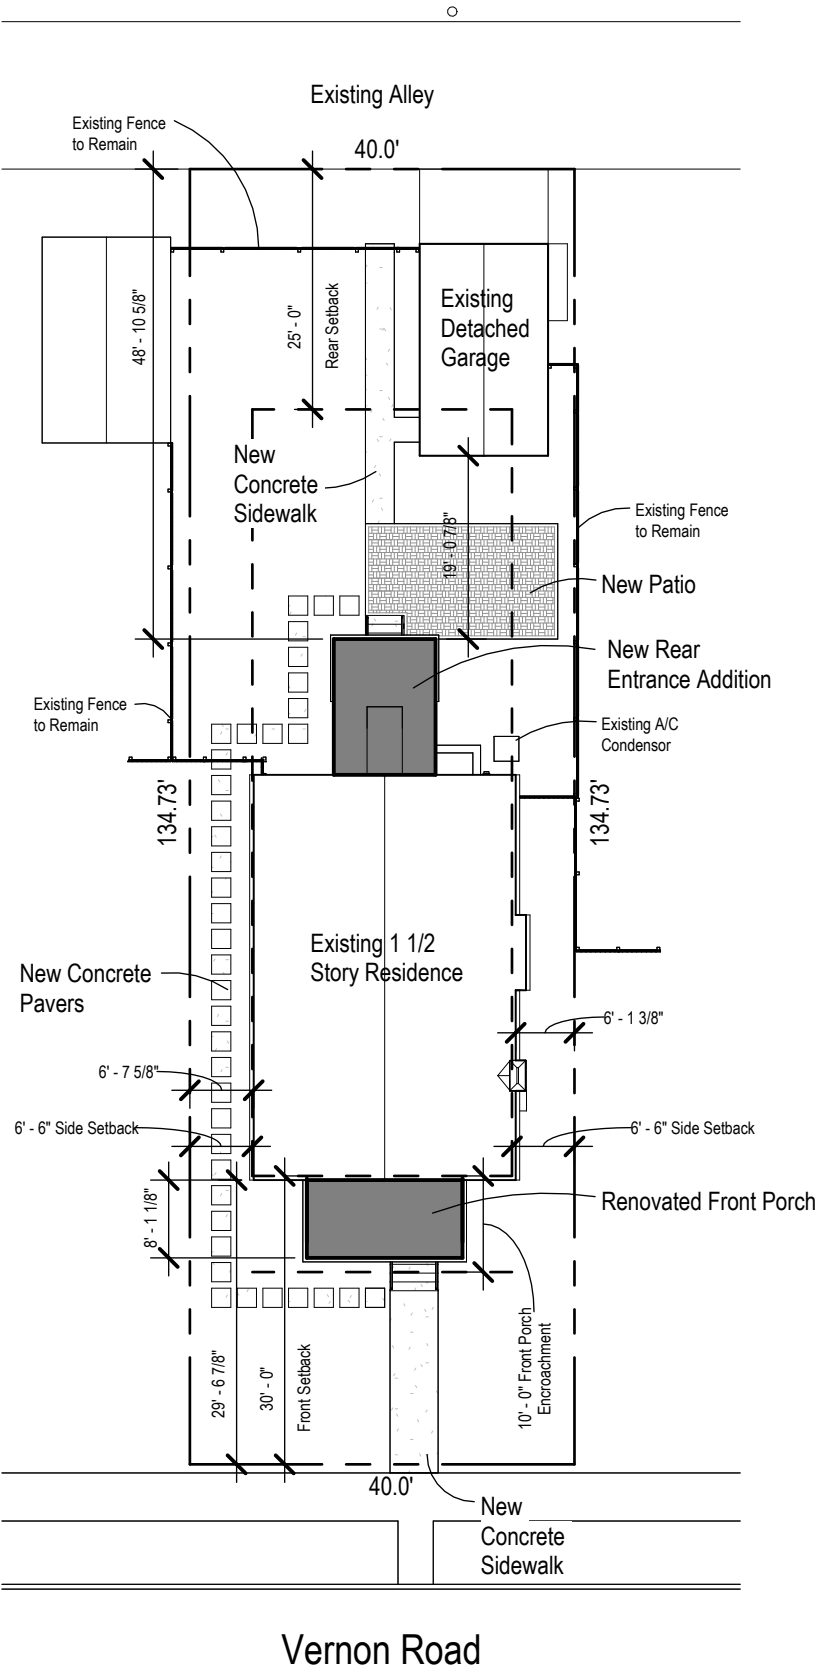 Existing Alley
Existing Fence
to Remain
40.0'
48' - 10 5/8"
25' - 0"
Rear Setback
Existing
Detached
Garage
New
Concrete
Sidewalk
19' - 0 7/8"
Existing Fence
to Remain
New Patio
New Rear
Entrance Addition
Existing Fence
to Remain
Existing A/C
Condensor
134.73'
134.73'
Existing 1 1/2
Story Residence
New Concrete
Pavers
6' - 1 3/8"
6' - 7 5/8"
6' - 6" Side Setback
6' - 6" Side Setback
8' - 1 1/8"
Renovated Front Porch
29' - 6 7/8"
30' - 0"
Front Setback
10' - 0" Front Porch
Encroachment
40.0'
New
Concrete
Sidewalk
Vernon Road